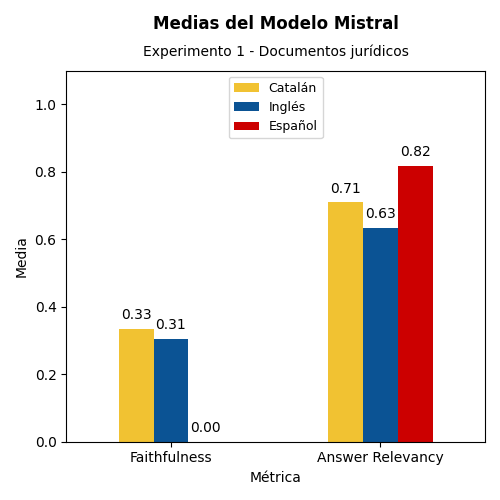 Medias del Modelo Mistral
Experimento 1 - Documentos jurídicos
Catalán
Inglés
Español
Media
1.0
0.8
0.6
0.4
0.2
0.0
0.33
0.31
0.00
0.71
0.63
0.82
Faithfulness
Answer Relevancy
Métrica